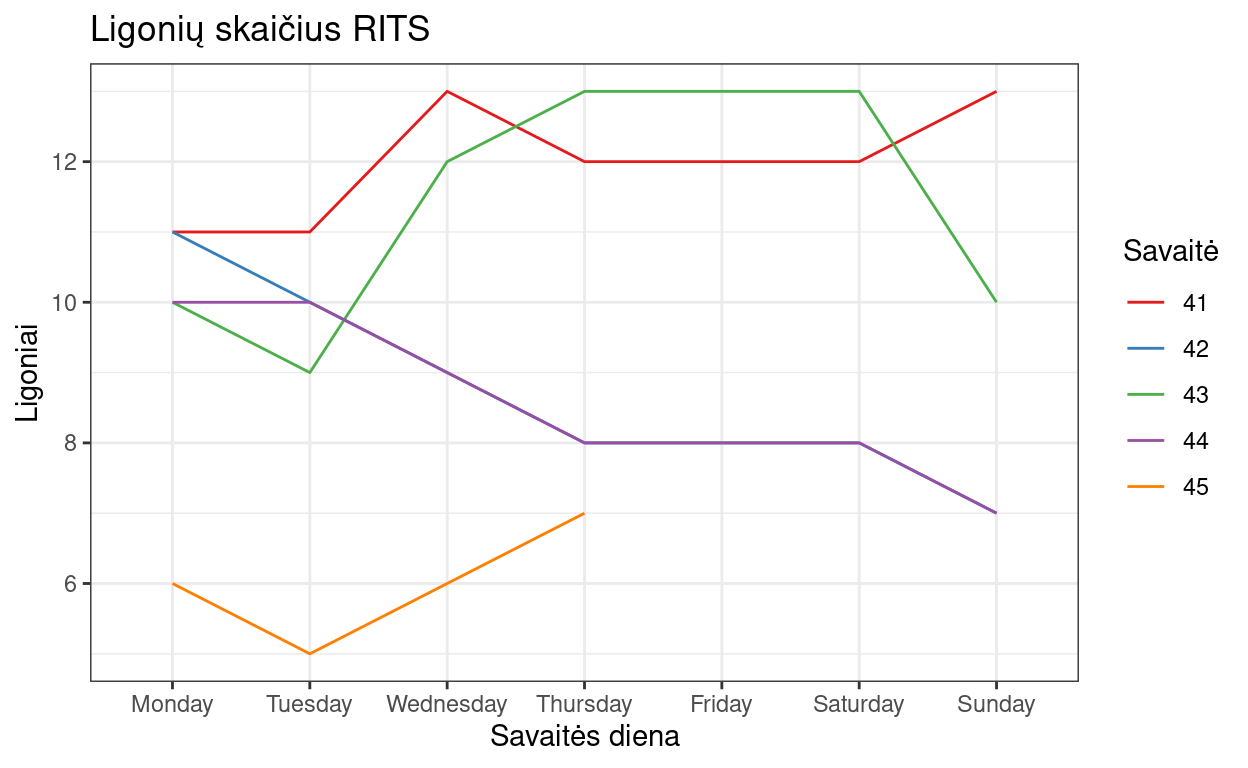 Ligonių skaičius RITS
Ligoniai
12
10
8
6
Monday Tuesday Wednesday Thursday Friday Saturday Sunday
Savaitės diena
Savaitė
41
42
43
44
45